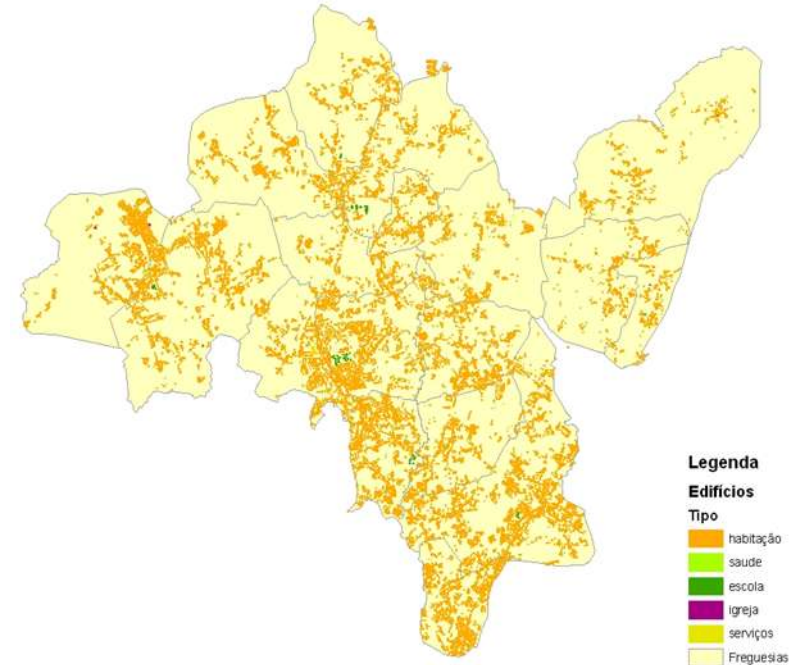 Legenda
Edifícios
Tipo
habitação
saude
escola
igreja
serviços
Freguesias